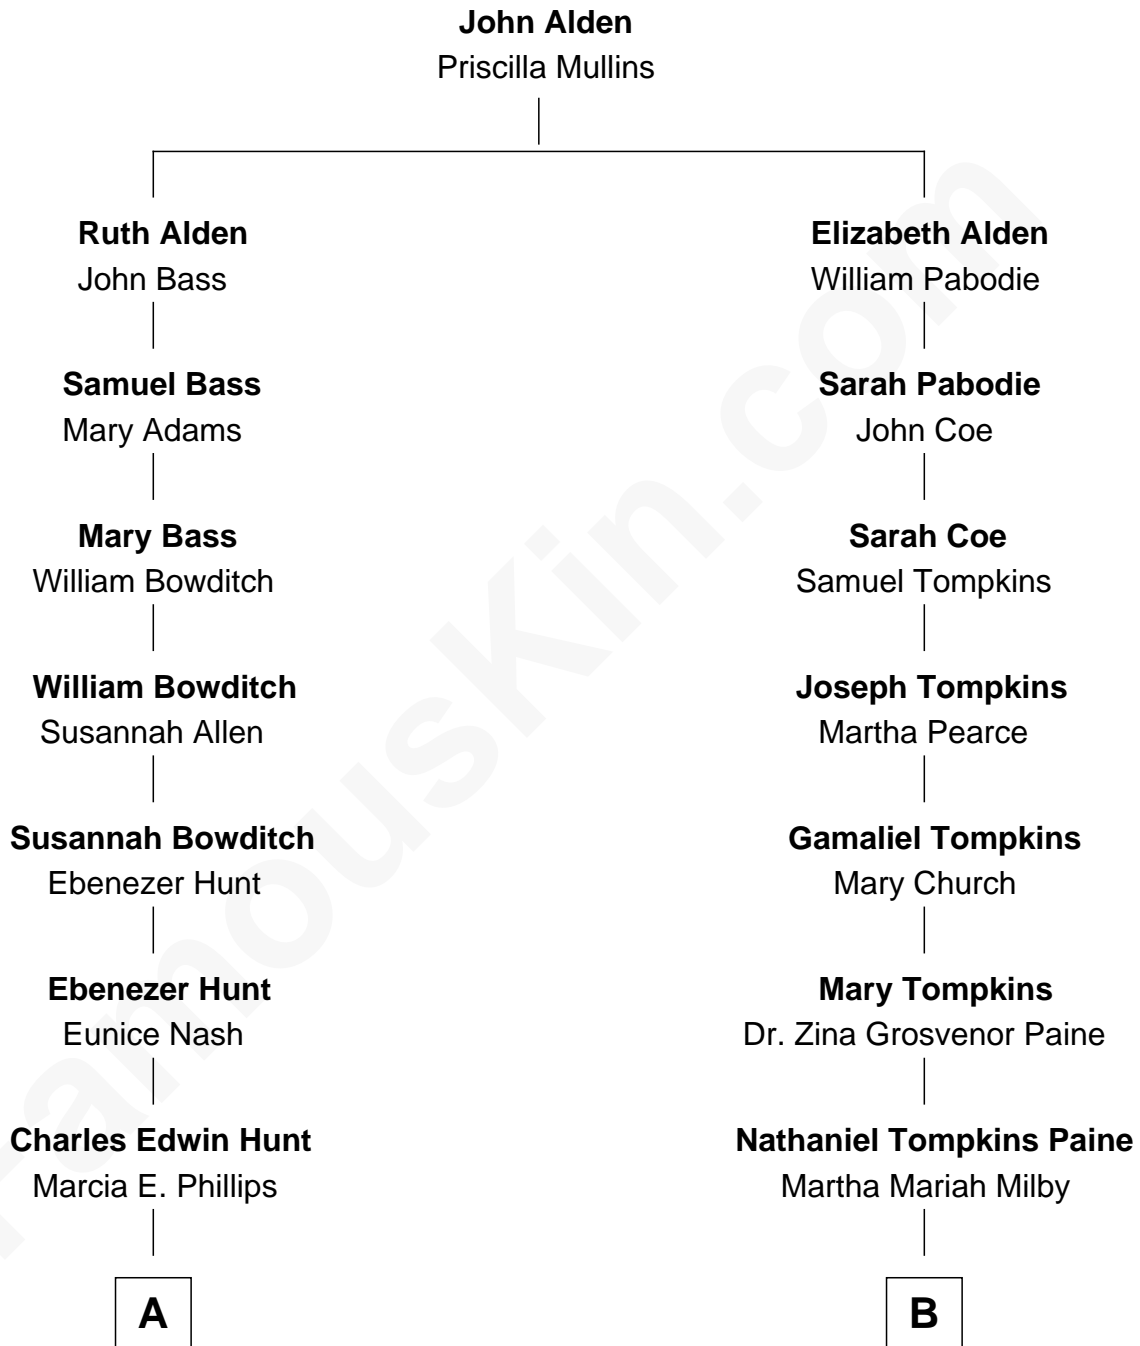 John Alden
Priscilla Mullins
Ruth Alden
John Bass
Elizabeth Alden
William Pabodie
Samuel Bass
Mary Adams
Sarah Pabodie
John Coe
Mary Bass
William Bowditch
Sarah Coe
Samuel Tompkins
William Bowditch
Susannah Allen
Joseph Tompkins
Martha Pearce
Susannah Bowditch
Ebenezer Hunt
Gamaliel Tompkins
Mary Church
Ebenezer Hunt
Eunice Nash
Mary Tompkins
Dr. Zina Grosvenor Paine
Charles Edwin Hunt
Marcia E. Phillips
Nathaniel Tompkins Paine
Martha Mariah Milby
A
B
FamousKin.com